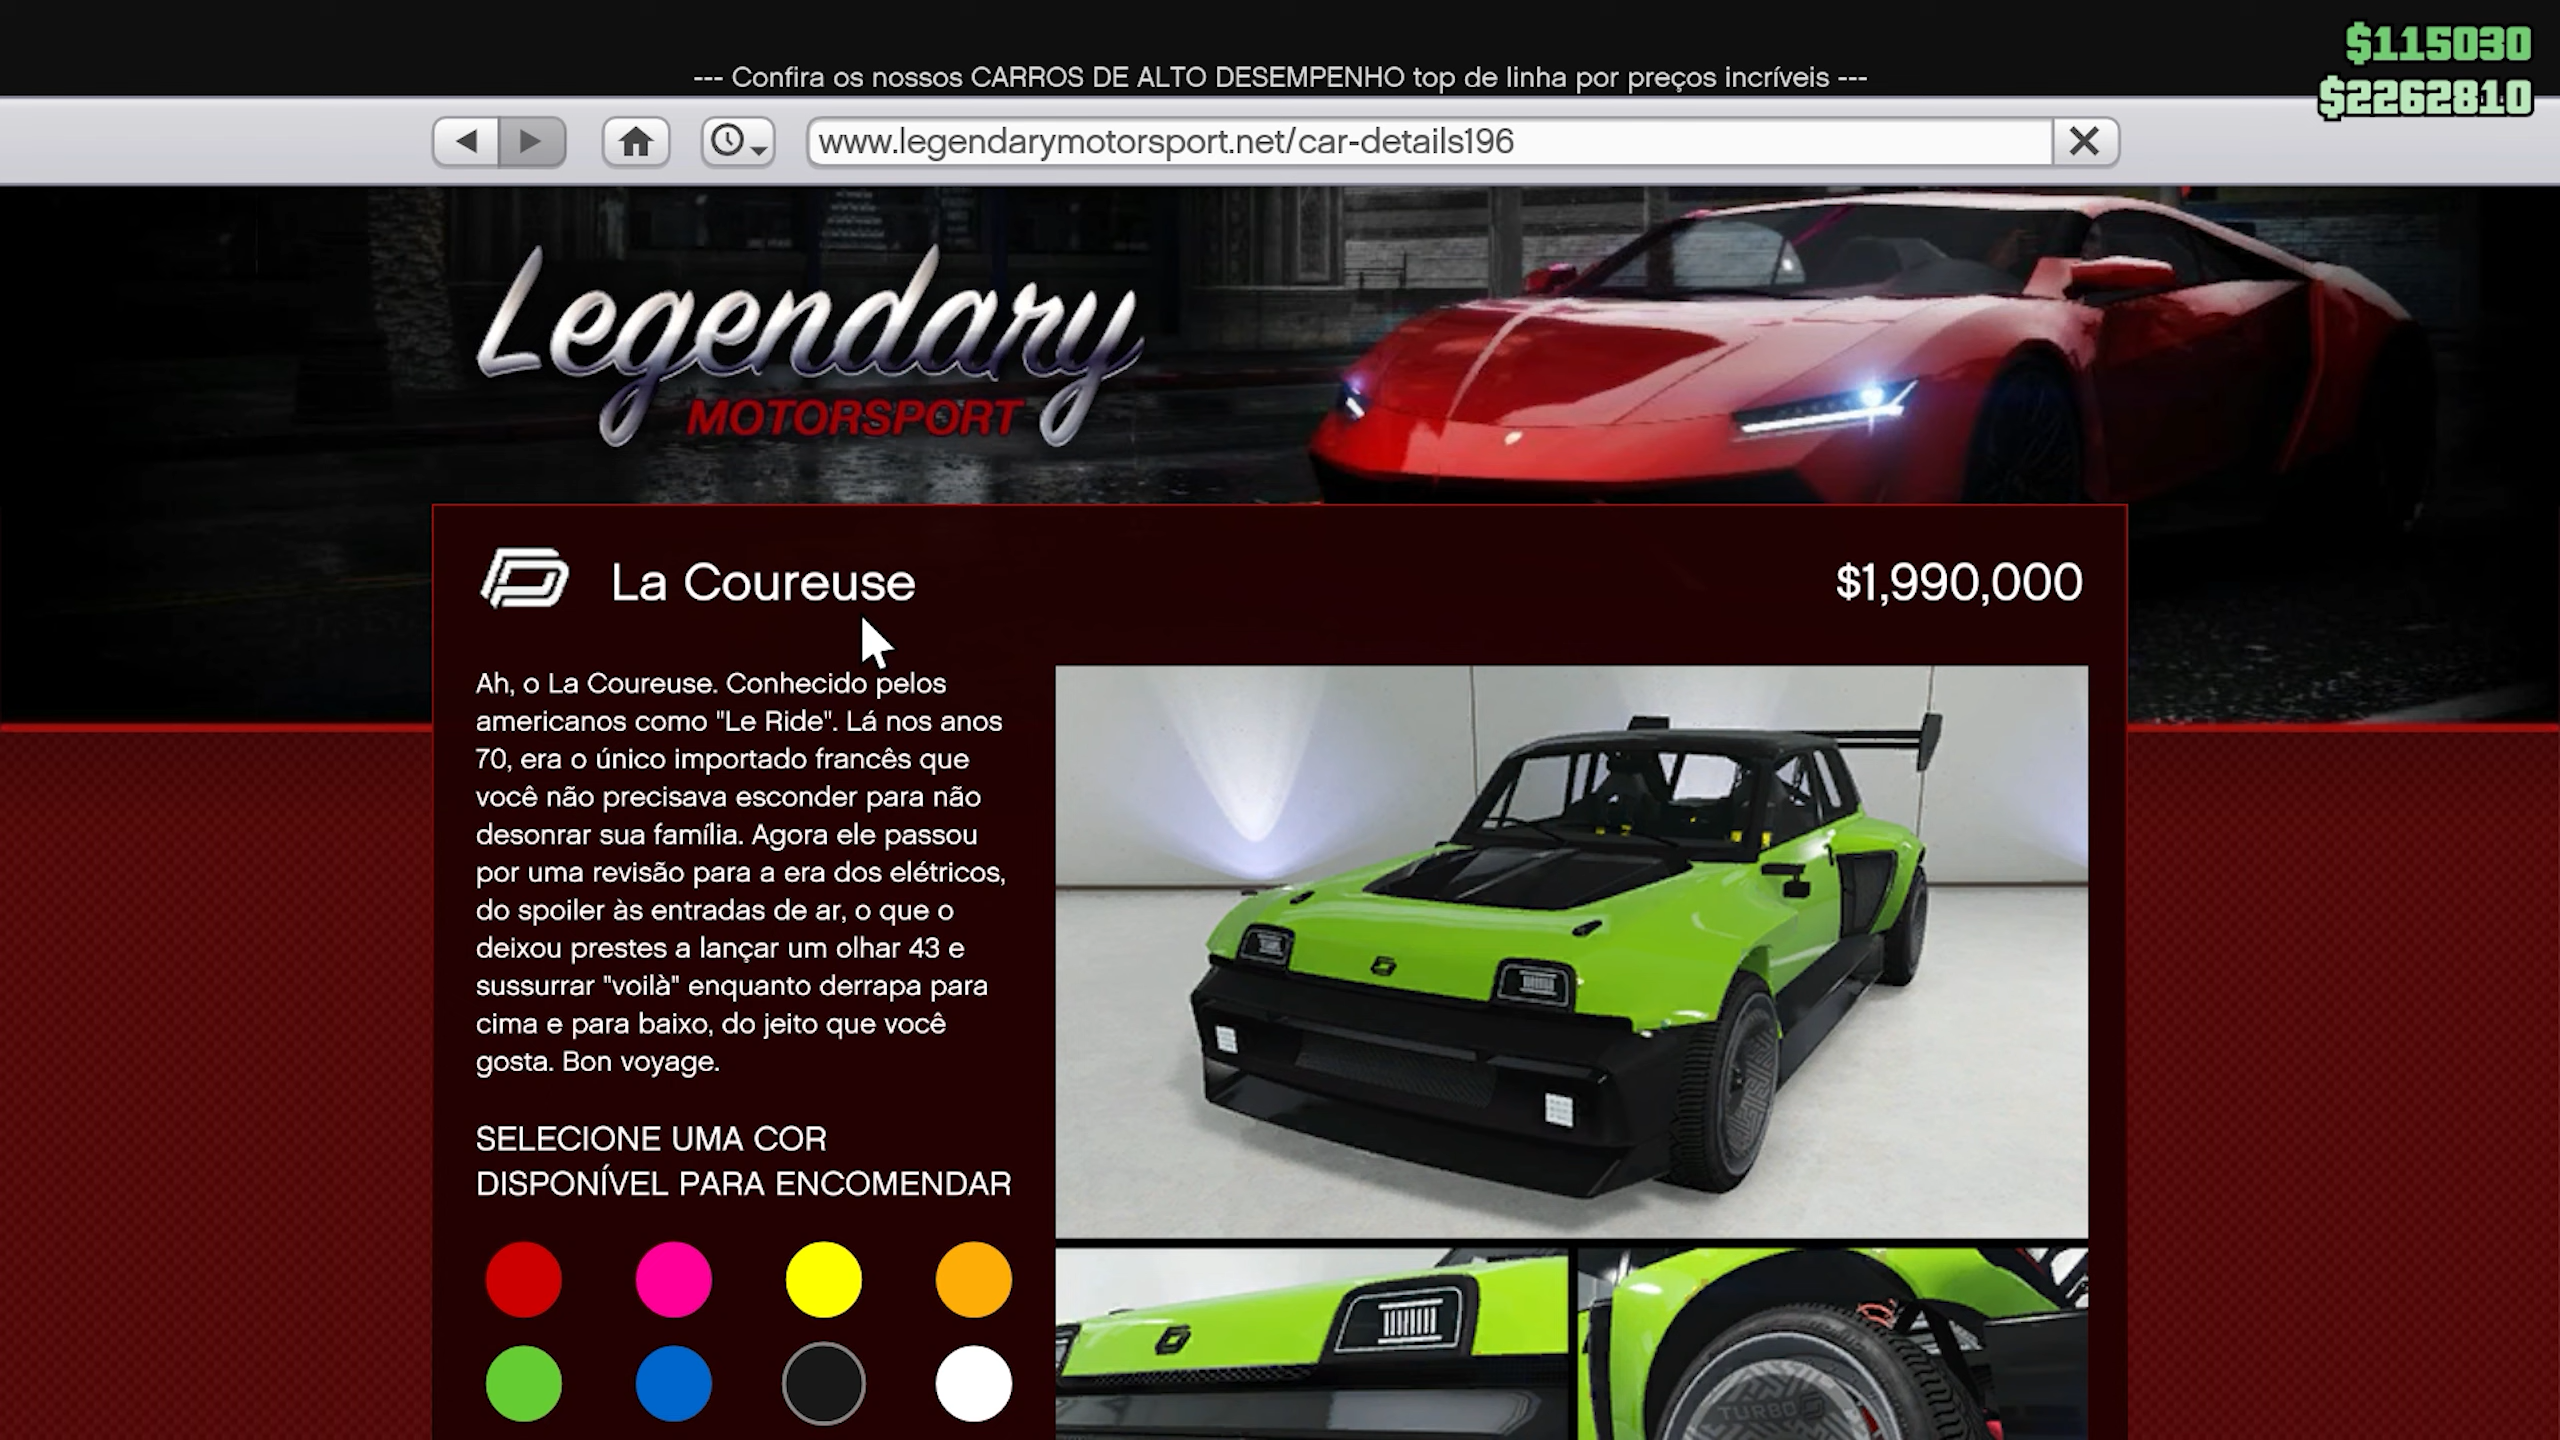 $115030
--- Confira os nossos CARROS DE ALTO DESEMPENHO top de linha por preços incríveis ---
$2262810
www.legendarymotorsport.net/car-details196
Legendary
MOTORSPORT
La Coureuse
$1,990,000
Ah, o La Coureuse. Conhecido pelos
americanos como "Le Ride". Lá nos anos
70, era o único importado francês que
você não precisava esconder para não
desonrar sua família. Agora ele passou
por uma revisão para a era dos elétricos,
do spoiler às entradas de ar, o que o
deixou prestes a lançar um olhar 43 e
sussurrar "voilà" enquanto derrapa para
cima e para baixo, do jeito que você
gosta. Bon voyage.
SELECIONE UMA COR
DISPONÍVEL PARA ENCOMENDAR
TURBO